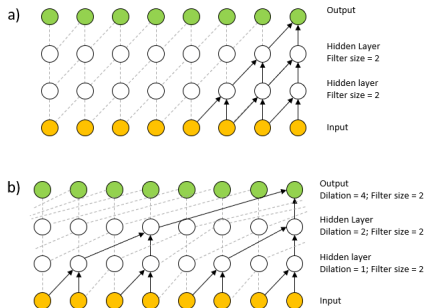 a)
Output
Hidden Layer
Filter size = 2
Hidden layer
Filter size = 2
Input
b)
Output
Dilation = 4; Filter size = 2
Hidden Layer
Dilation = 2; Filter size = 2
Hidden layer
Dilation = 1; Filter size = 2
Input